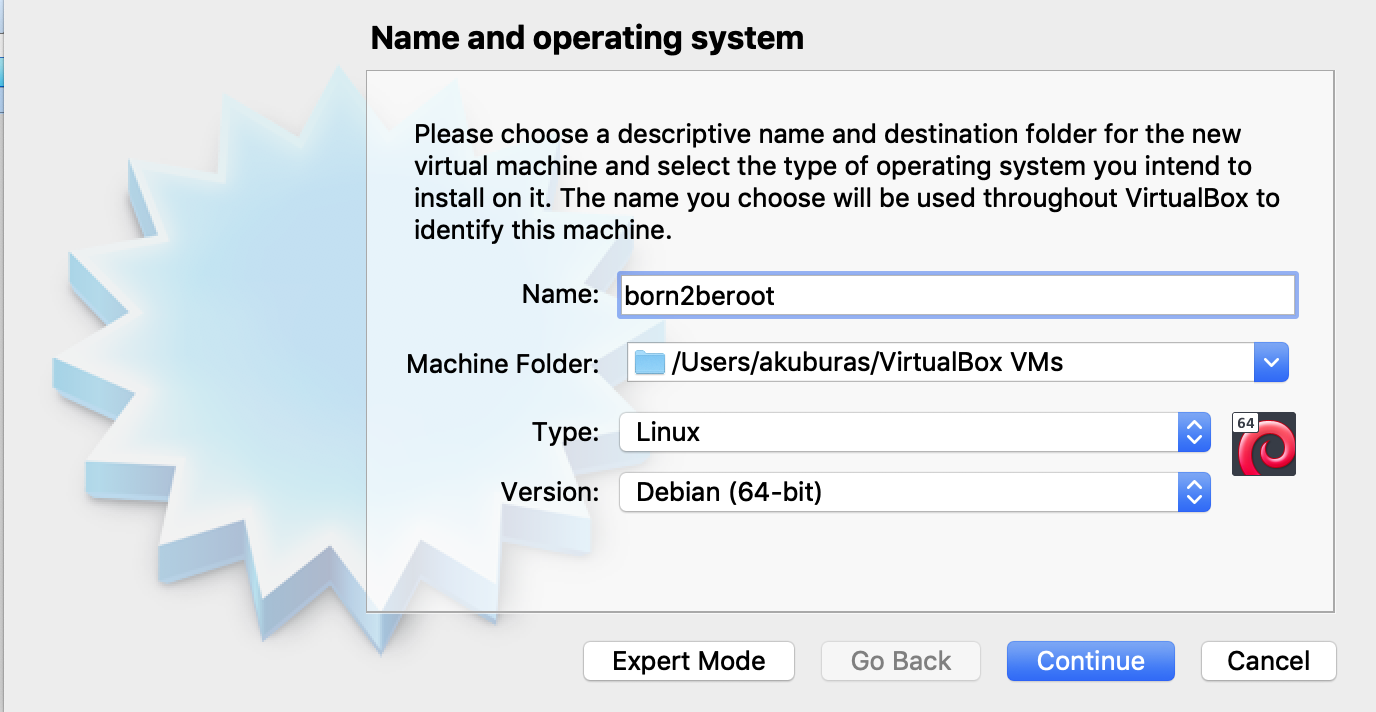 Name and operating system
Please choose a descriptive name and destination folder for the new
virtual machine and select the type of operating system you intend to
install on it. The name you choose will be used throughout VirtualBox to
identify this machine.
Name: born2beroot
Machine Folder: /Users/akuburas/VirtualBox VMs
Type: Linux
64
Version: Debian (64-bit)
Expert Mode Go Back Continue Cancel